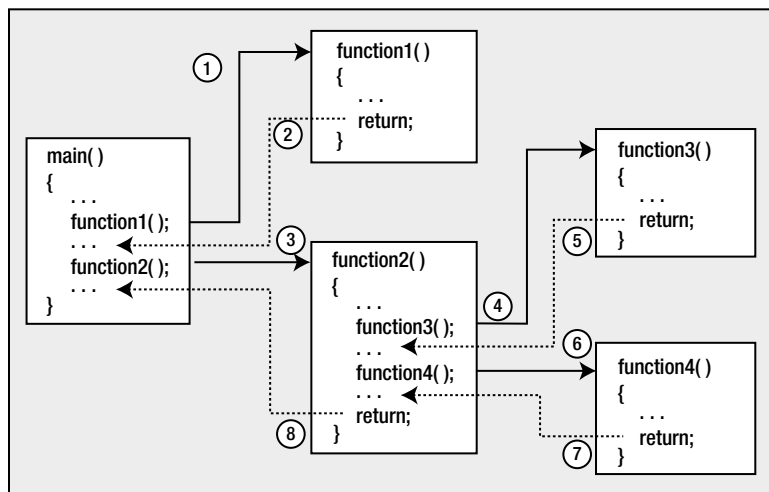 main( )
{
. . .
function1( );
. . .
function2( );
. . .
}
1
function1( )
{
. . .
return;
}
2
3
function2( )
{
. . .
function3( );
. . .
function4( );
. . .
return;
}
4
function3( )
{
. . .
return;
}
5
6
function4( )
{
. . .
return;
}
7
8